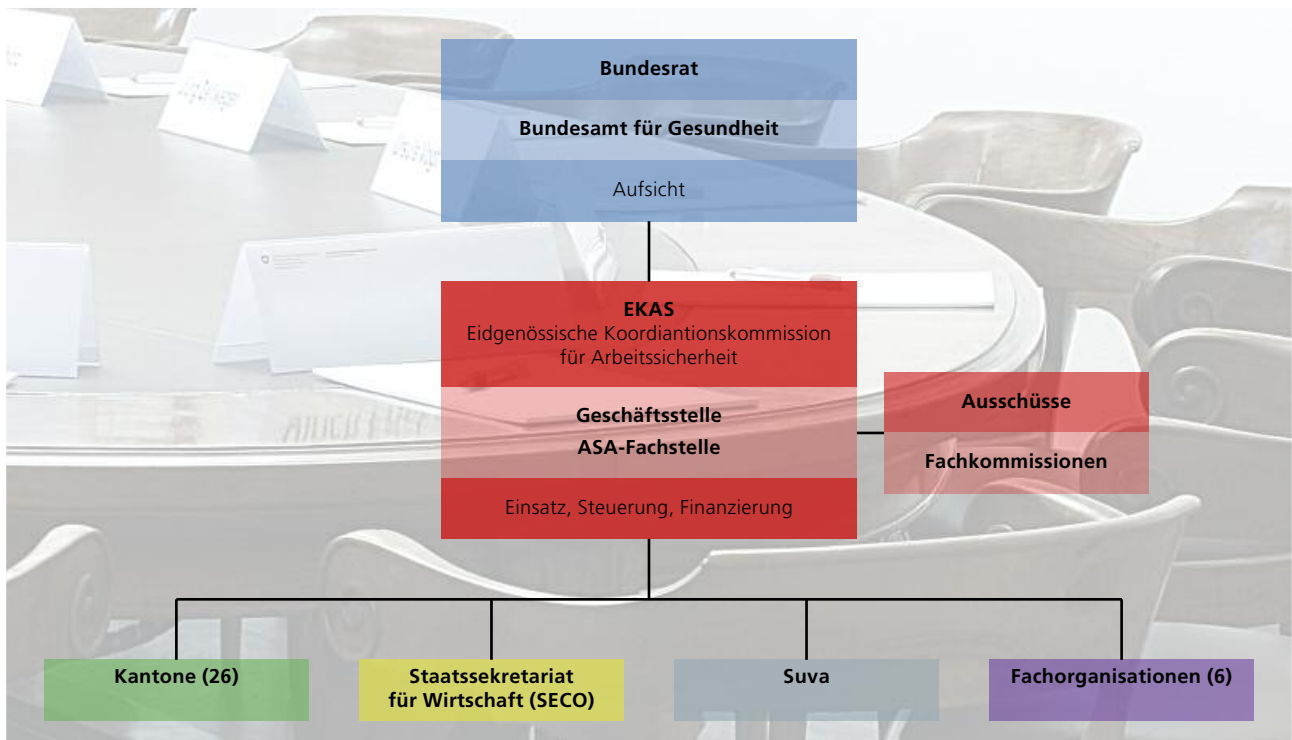 Bundesrat
Bundesamt für Gesundheit
Aufsicht
EKAS
Eidgenössische Koordiantionskommission
für Arbeitssicherheit
Geschäftsstelle
ASA-Fachstelle
Einsatz, Steuerung, Finanzierung
Ausschüsse
Fachkommissionen
Kantone (26)
Staatssekretariat
für Wirtschaft (SECO)
Suva
Fachorganisationen (6)